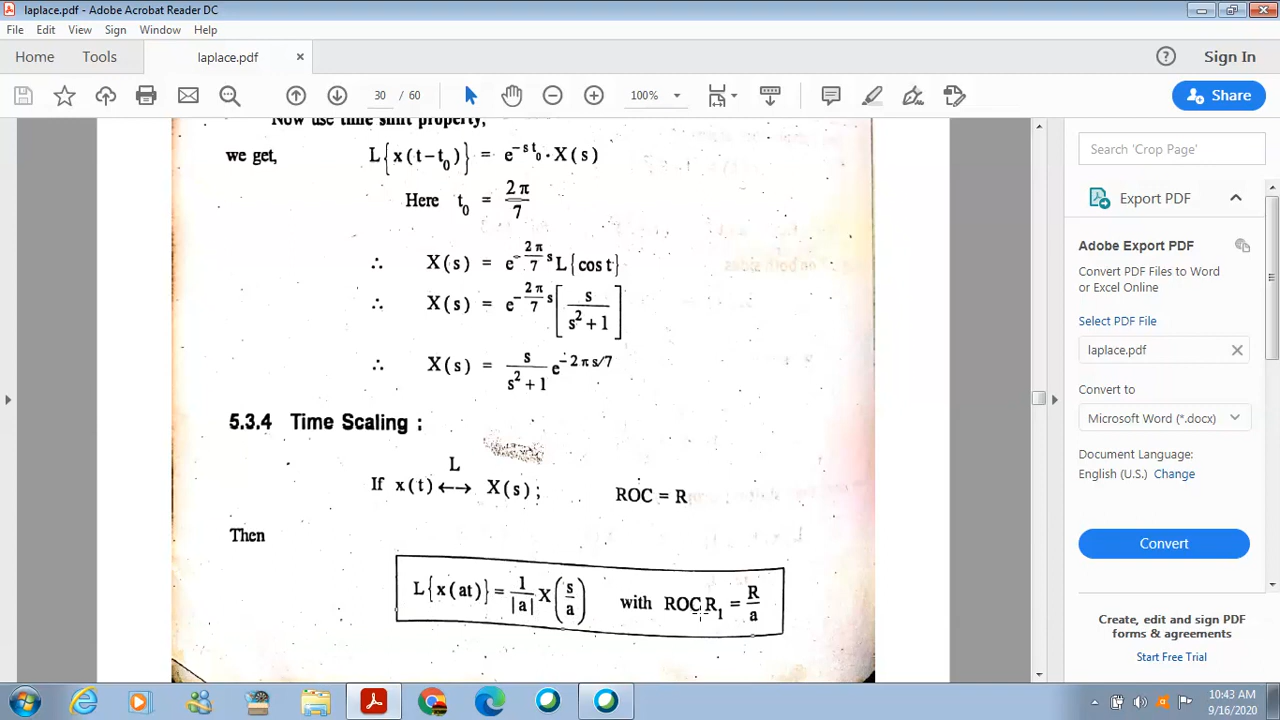 laplace.pdf - Adobe Acrobat Reader DC
File Edit View Sign Window Help
Home Tools laplace.pdf × ? Sign In
30 / 60 100% Share
Now use time shift property,
we get, L{x(t−t₀)} = e^{−s t₀} · X(s)
Here t₀ = 2π/7
∴ X(s) = e^{−(2π/7)s} L{cos t}
∴ X(s) = e^{−(2π/7)s} [s/(s²+1)]
∴ X(s) = s/(s²+1) e^{−2πs/7}
5.3.4 Time Scaling :
L
If x(t) ←→ X(s) ; ROC = R
Then
L{x(at)} = 1/|a| X(s/a) with ROC R₁ = R/a
Search 'Crop Page'
Export PDF
Adobe Export PDF
Convert PDF Files to Word
or Excel Online
Select PDF File
laplace.pdf ×
Convert to
Microsoft Word (*.docx)
Document Language:
English (U.S.) Change
Convert
Create, edit and sign PDF
forms & agreements
Start Free Trial
10:43 AM
9/16/2020